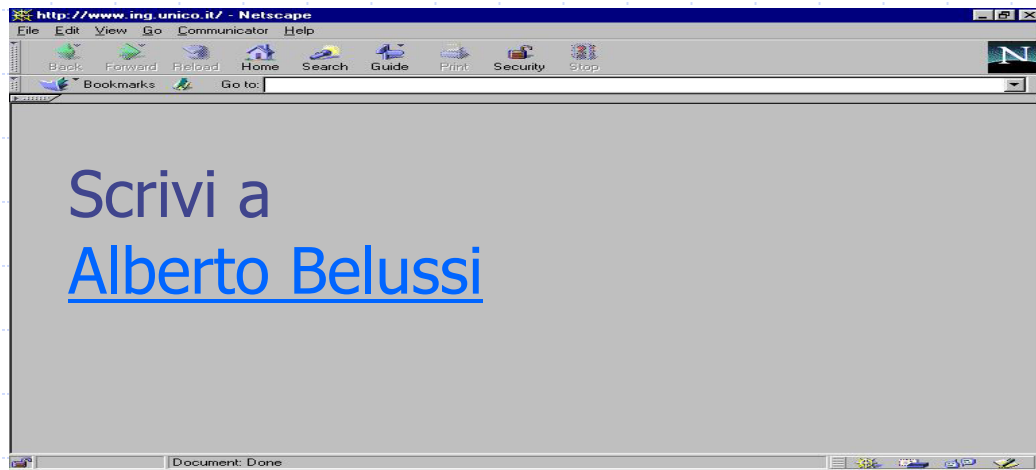 http://www.ing.unico.it/ - Netscape
File Edit View Go Communicator Help
Back Forward Reload Home Search Guide Print Security Stop
N
Bookmarks Go to:
Scrivi a
Alberto Belussi
Document: Done